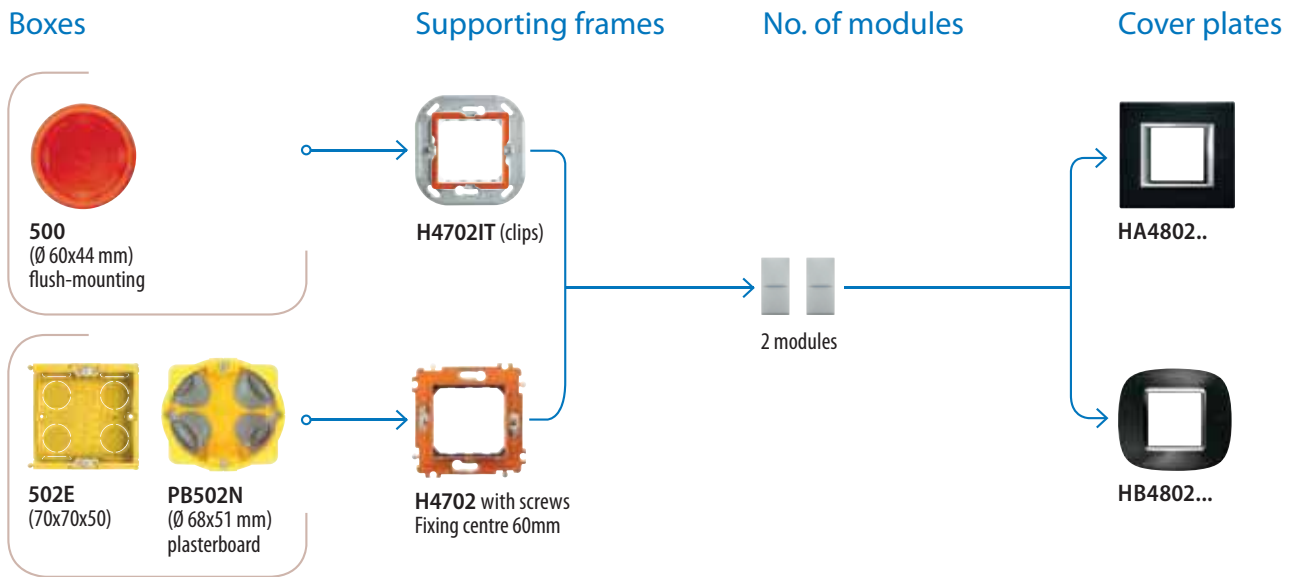 Boxes
Supporting frames
No. of modules
Cover plates
500
(Ø 60x44 mm)
flush-mounting
H4702IT (clips)
HA4802..
2 modules
502E
(70x70x50)
PB502N
(Ø 68x51 mm)
plasterboard
H4702 with screws
Fixing centre 60mm
HB4802...